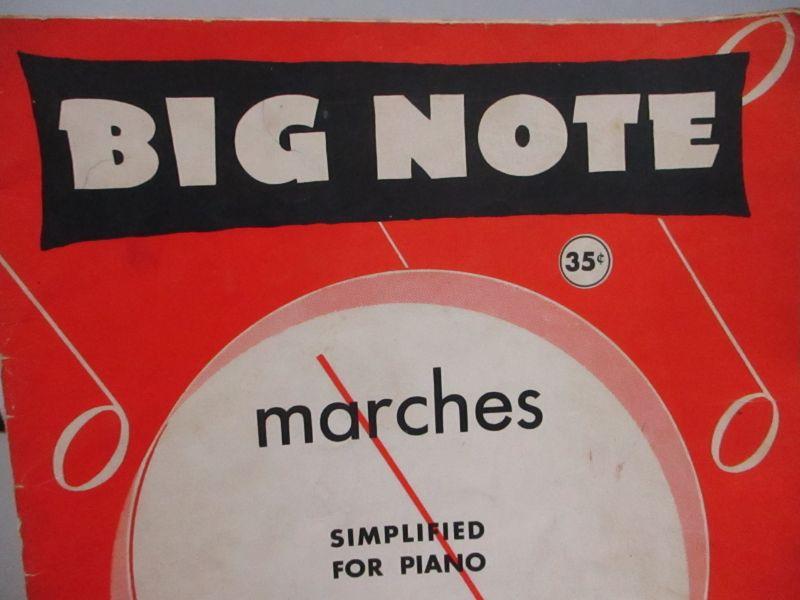 BIG NOTE
35¢
marches
SIMPLIFIED
FOR PIANO